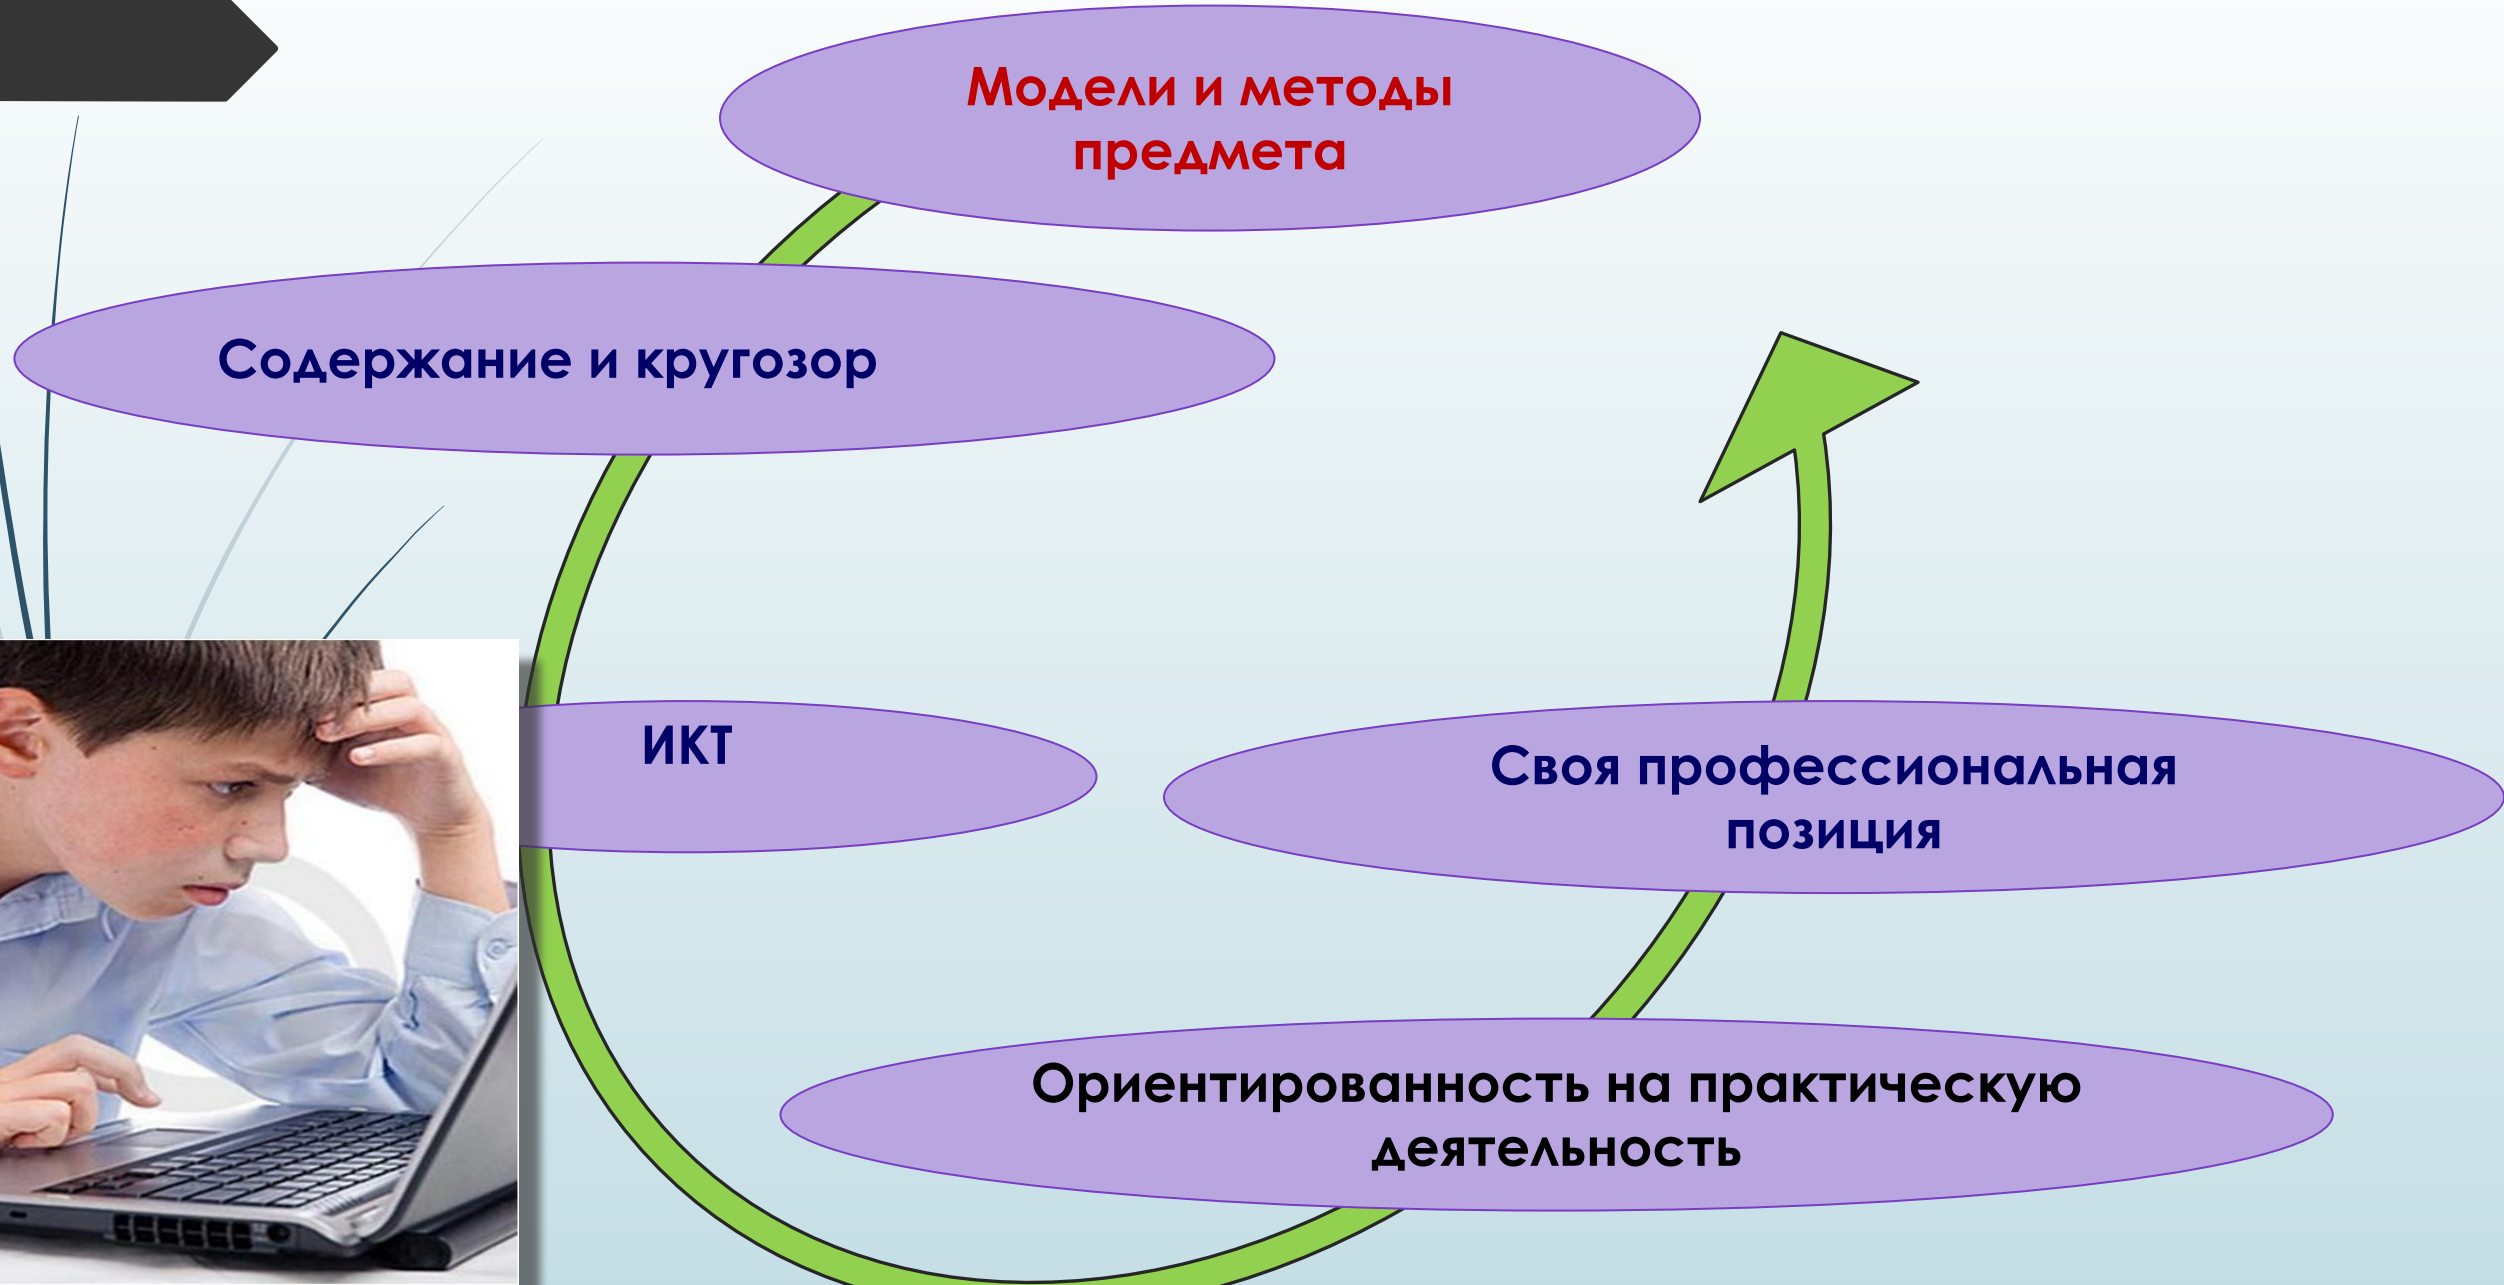 Модели и методы
предмета
Содержание и кругозор
ИКТ
Своя профессиональная
позиция
Ориентированность на практическую
деятельность